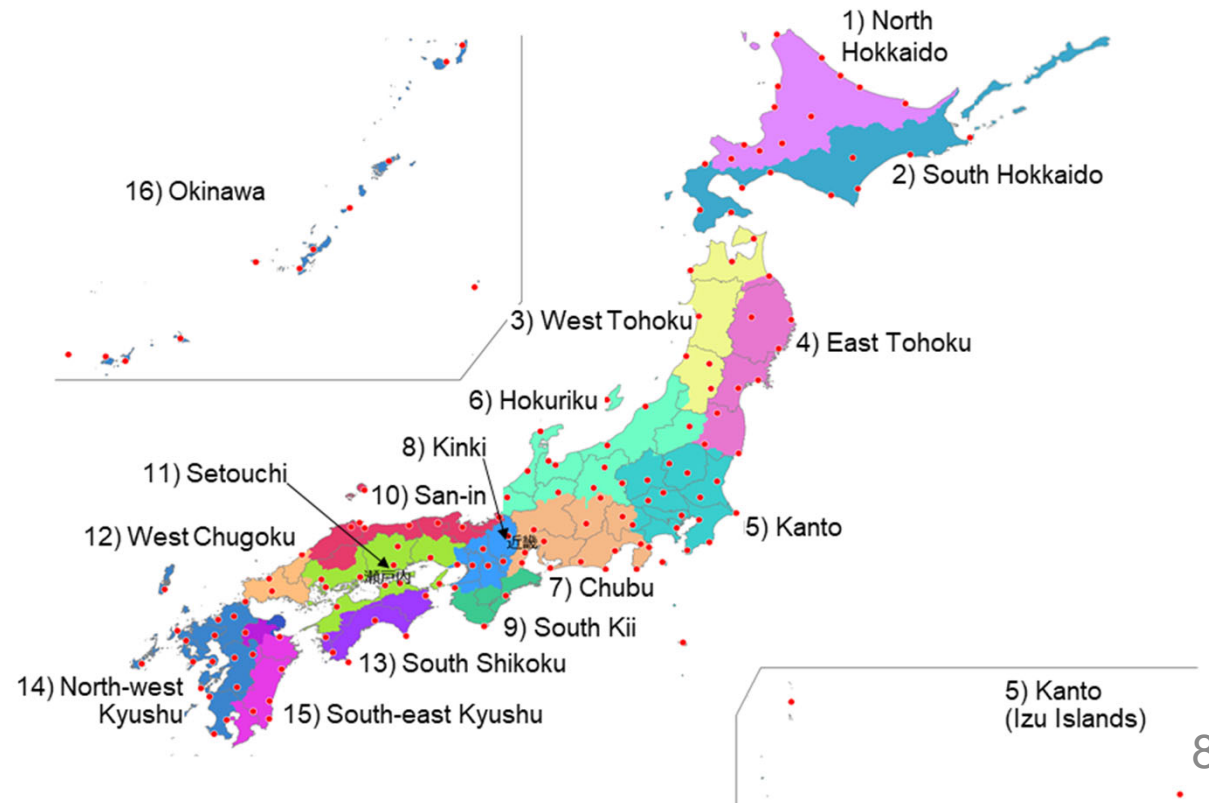 1) North
Hokkaido
16) Okinawa
2) South Hokkaido
3) West Tohoku
4) East Tohoku
6) Hokuriku
8) Kinki
11) Setouchi
10) San-in
12) West Chugoku
近畿
5) Kanto
瀬戸内
7) Chubu
9) South Kii
13) South Shikoku
14) North-west
Kyushu
15) South-east Kyushu
5) Kanto
(Izu Islands)
8